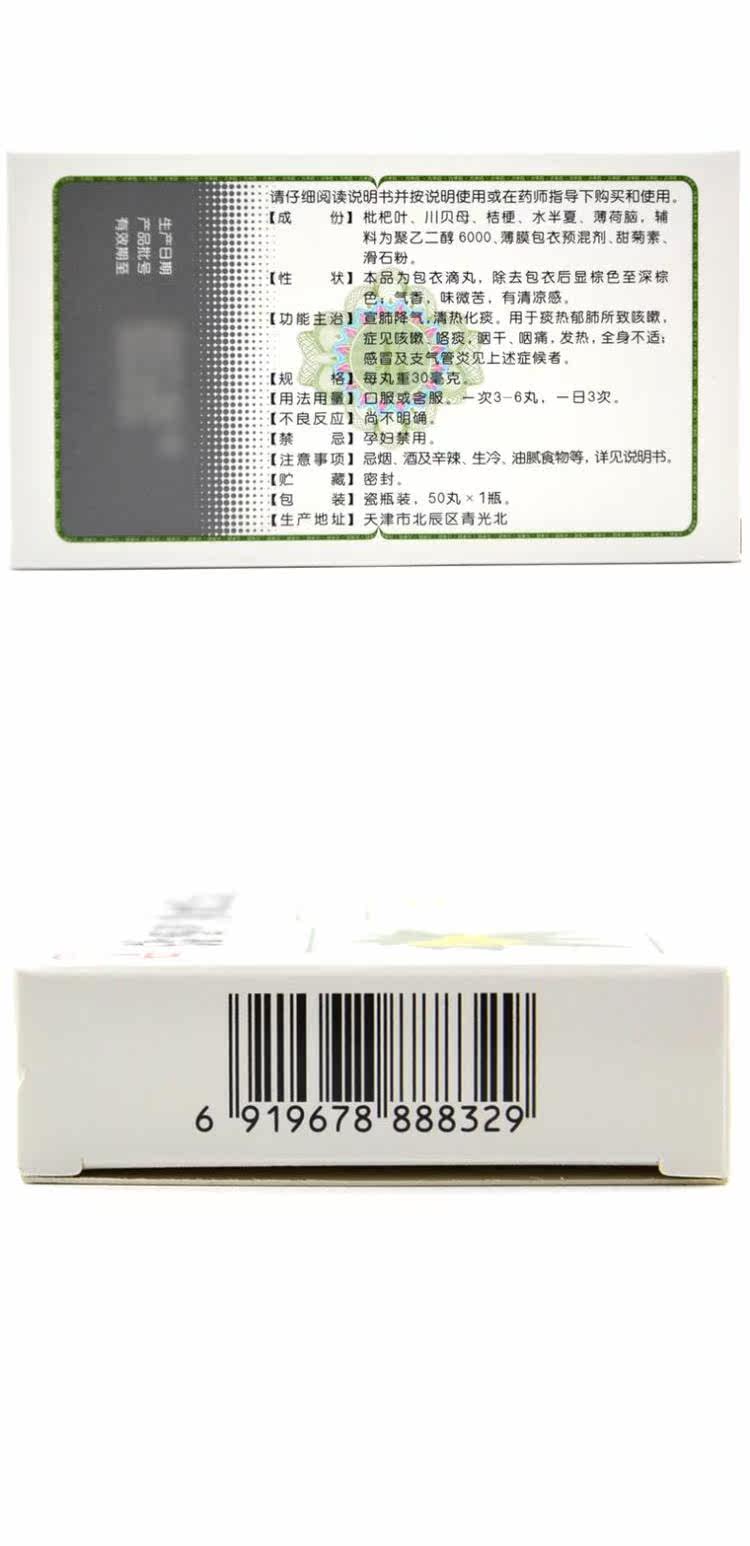 请仔细阅读说明书并按说明使用或在药师指导下购买和使用。
【成 份】枇杷叶、川贝母、桔梗、水半夏、薄荷脑，辅
料为聚乙二醇6000、薄膜包衣预混剂、甜菊素、
滑石粉。
【性 状】本品为包衣滴丸，除去包衣后显棕色至深棕
色；气香，味微苦，有清凉感。
【功能主治】宣肺降气，清热化痰。用于痰热郁肺所致咳嗽，
症见咳嗽、咯痰，咽干、咽痛，发热，全身不适；
感冒及支气管炎见上述症候者。
【规 格】每丸重30毫克。
【用法用量】口服或含服。一次3-6丸，一日3次。
【不良反应】尚不明确。
【禁 忌】孕妇禁用。
【注意事项】忌烟、酒及辛辣、生冷、油腻食物等，详见说明书。
【贮 藏】密封。
【包 装】瓷瓶装，50丸×1瓶。
【生产地址】天津市北辰区青光北
生产日期
产品批号
有效期至
6 919678 888329